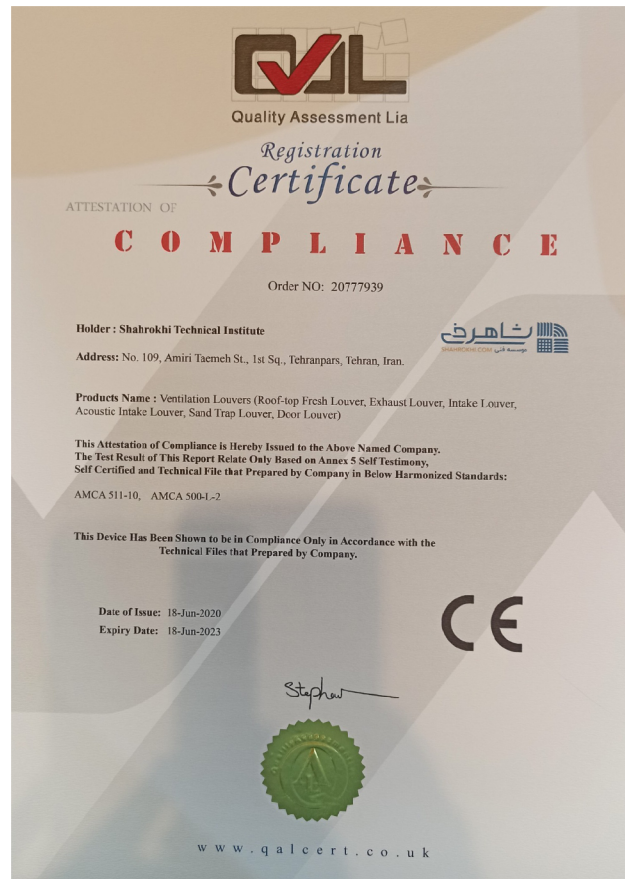 QAL
Quality Assessment Lia
Registration
Certificate
ATTESTATION OF
COMPLIANCE
Order NO: 20777939
Holder : Shahrokhi Technical Institute
شاهرخی
SHAHROKHI.COM موسسه فنی
Address: No. 109, Amiri Taemeh St., 1st Sq., Tehranpars, Tehran, Iran.
Products Name : Ventilation Louvers (Roof-top Fresh Louver, Exhaust Louver, Intake Louver,
Acoustic Intake Louver, Sand Trap Louver, Door Louver)
This Attestation of Compliance is Hereby Issued to the Above Named Company.
The Test Result of This Report Relate Only Based on Annex 5 Self Testimony,
Self Certified and Technical File that Prepared by Company in Below Harmonized Standards:
AMCA 511-10, AMCA 500-L-2
This Device Has Been Shown to be in Compliance Only in Accordance with the
Technical Files that Prepared by Company.
Date of Issue: 18-Jun-2020
Expiry Date: 18-Jun-2023
CE
Stephen
www.qalcert.co.uk